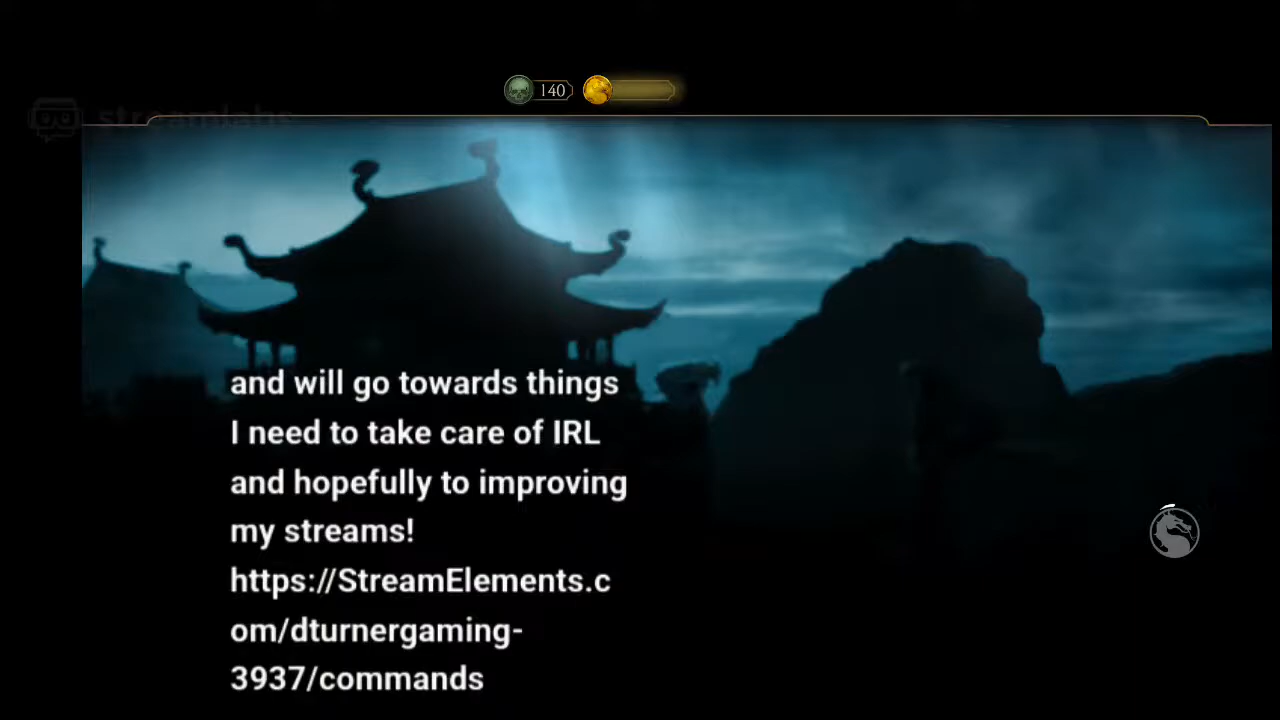 140
streamlabs
and will go towards things
I need to take care of IRL
and hopefully to improving
my streams!
https://StreamElements.c
om/dturnergaming-
3937/commands